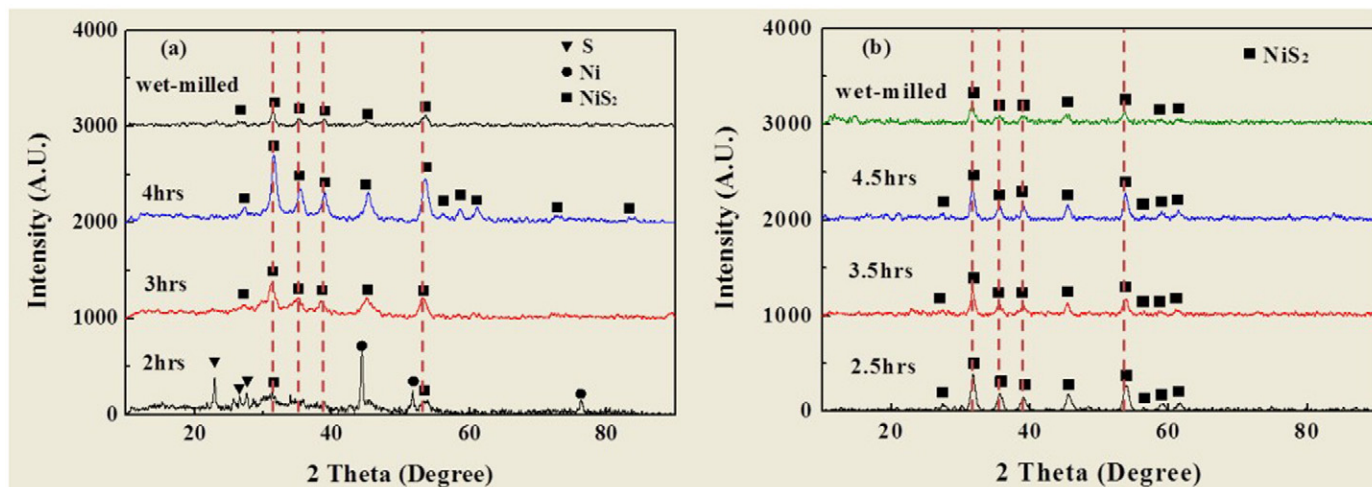 4000
(a)
S
Ni
NiS2
wet-milled
3000
4hrs
2000
3hrs
1000
2hrs
0
20
40
60
80
Intensity (A.U.)
2 Theta (Degree)
4000
(b)
NiS2
wet-milled
3000
4.5hrs
2000
3.5hrs
1000
2.5hrs
0
20
40
60
80
Intensity (A.U.)
2 Theta (Degree)